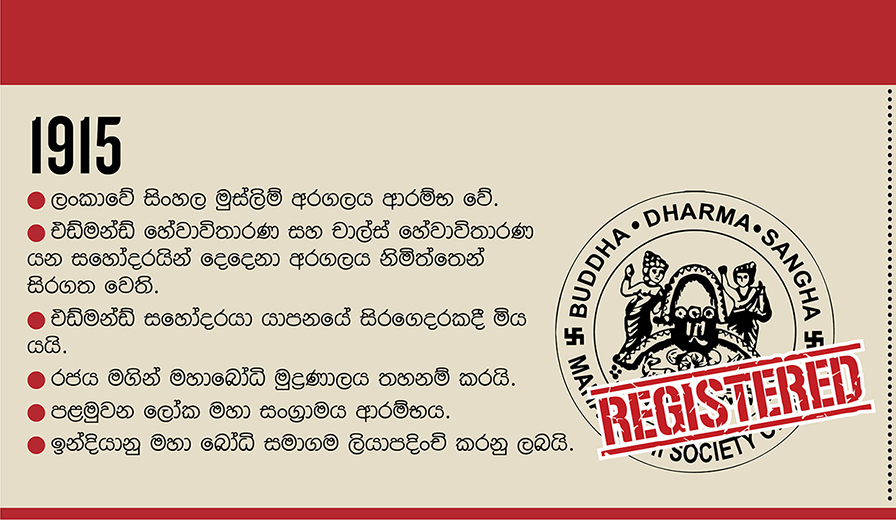 1915
ලංකාවේ සිංහල මුස්ලිම් අරගලය ආරම්භ වේ.
එඩ්මන්ඩ් හේවාවිතාරණ සහ චාල්ස් හේවාවිතාරණ
යන සහෝදරයින් දෙදෙනා අරගලය නිමිත්තෙන්
සිරගත වෙති.
එඩ්මන්ඩ් සහෝදරයා යාපනයේ සිරගෙදරකදී මිය
යයි.
රජය මගින් මහාබෝධි මුද්‍රණාලය තහනම් කරයි.
පළමුවන ලෝක මහා සංග්‍රාමය ආරම්භය.
ඉන්දියානු මහා බෝධි සමාගම ලියාපදිංචි කරනු ලබයි.
BUDDHA • DHARMA • SANGHA
SOCIETY
REGISTERED